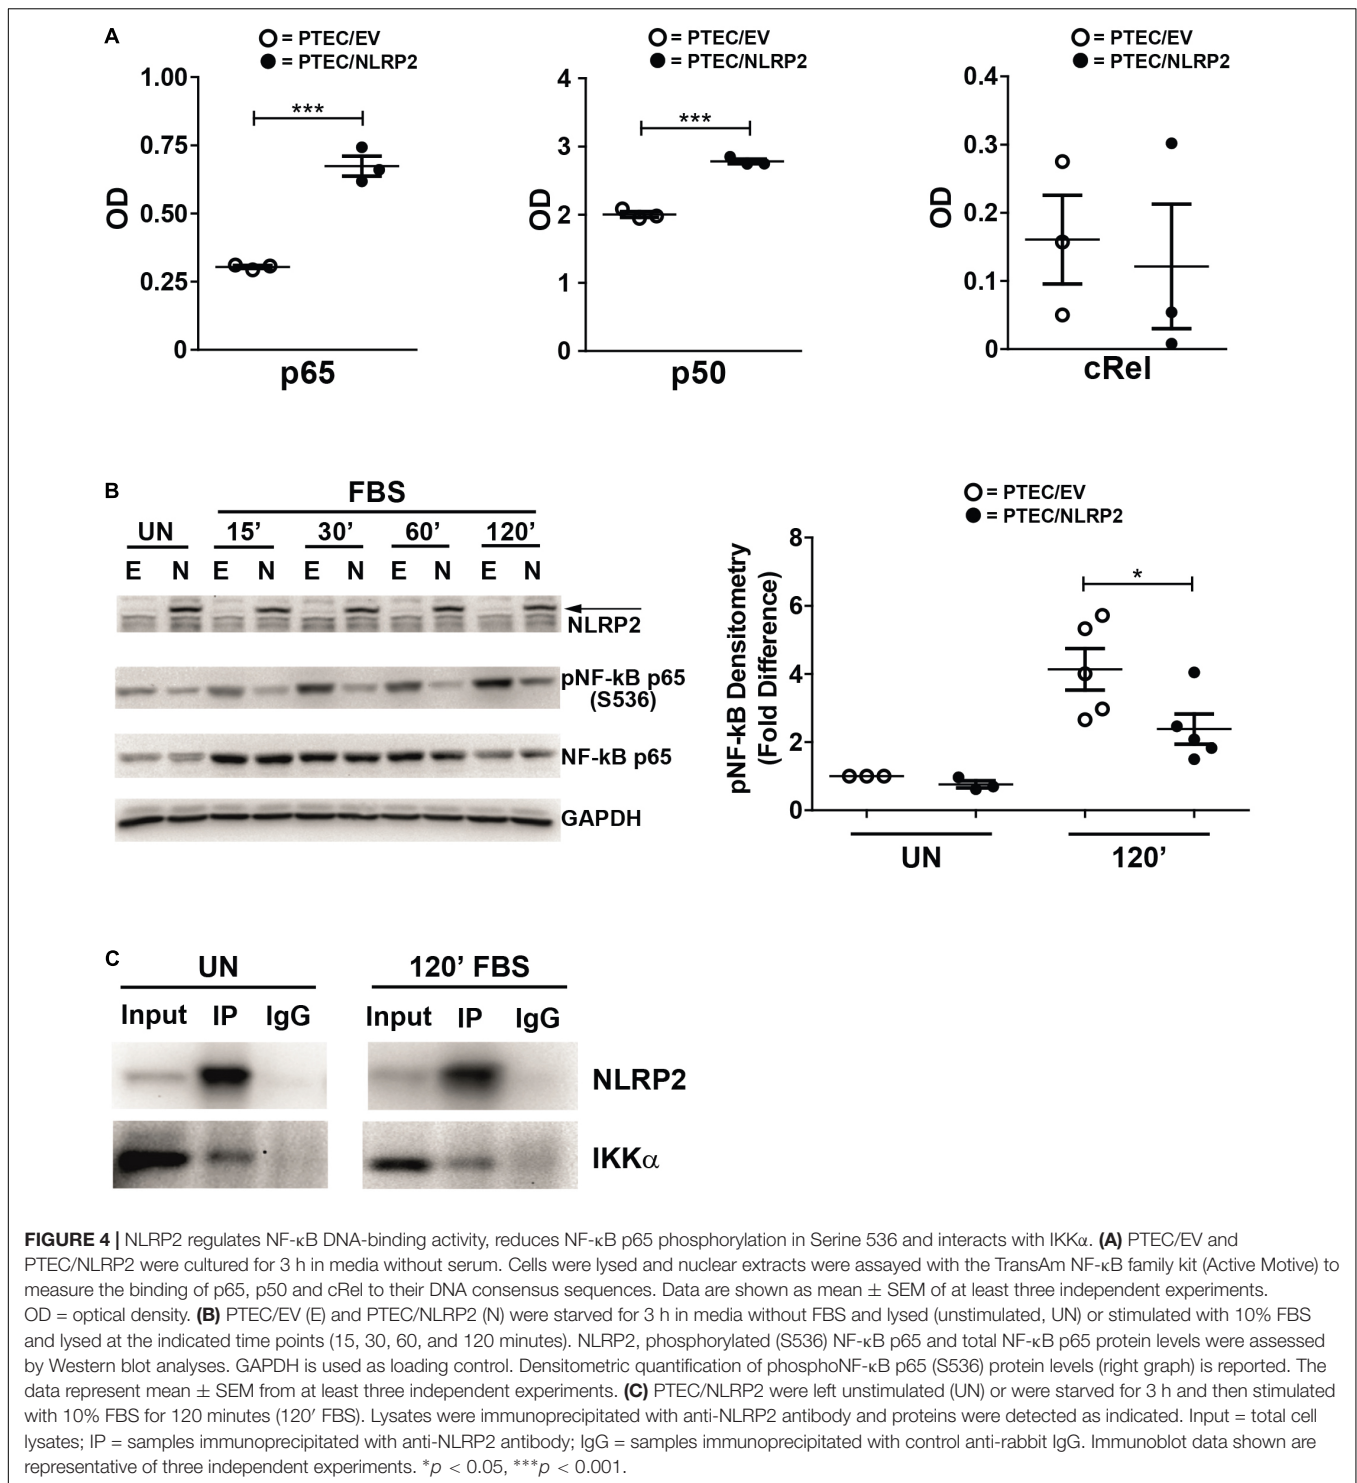 A
= PTEC/EV
= PTEC/NLRP2
1.00
0.75
0.50
0.25
0
OD
***
p65
= PTEC/EV
= PTEC/NLRP2
4
3
2
1
0
OD
***
p50
= PTEC/EV
= PTEC/NLRP2
0.4
0.3
0.2
0.1
0
OD
cRel
B
FBS
UN 15’ 30’ 60’ 120’
E N E N E N E N E N
NLRP2
pNF-kB p65
(S536)
NF-kB p65
GAPDH
= PTEC/EV
= PTEC/NLRP2
pNF-kB Densitometry
(Fold Difference)
8
6
4
2
0
*
UN 120’
C
UN 120’ FBS
Input IP IgG Input IP IgG
NLRP2
IKKα
FIGURE 4 | NLRP2 regulates NF-κB DNA-binding activity, reduces NF-κB p65 phosphorylation in Serine 536 and interacts with IKKα. (A) PTEC/EV and
PTEC/NLRP2 were cultured for 3 h in media without serum. Cells were lysed and nuclear extracts were assayed with the TransAm NF-κB family kit (Active Motive) to
measure the binding of p65, p50 and cRel to their DNA consensus sequences. Data are shown as mean ± SEM of at least three independent experiments.
OD = optical density. (B) PTEC/EV (E) and PTEC/NLRP2 (N) were starved for 3 h in media without FBS and lysed (unstimulated, UN) or stimulated with 10% FBS
and lysed at the indicated time points (15, 30, 60, and 120 minutes). NLRP2, phosphorylated (S536) NF-κB p65 and total NF-κB p65 protein levels were assessed
by Western blot analyses. GAPDH is used as loading control. Densitometric quantification of phosphoNF-κB p65 (S536) protein levels (right graph) is reported. The
data represent mean ± SEM from at least three independent experiments. (C) PTEC/NLRP2 were left unstimulated (UN) or were starved for 3 h and then stimulated
with 10% FBS for 120 minutes (120′ FBS). Lysates were immunoprecipitated with anti-NLRP2 antibody and proteins were detected as indicated. Input = total cell
lysates; IP = samples immunoprecipitated with anti-NLRP2 antibody; IgG = samples immunoprecipitated with control anti-rabbit IgG. Immunoblot data shown are
representative of three independent experiments. *p < 0.05, ***p < 0.001.